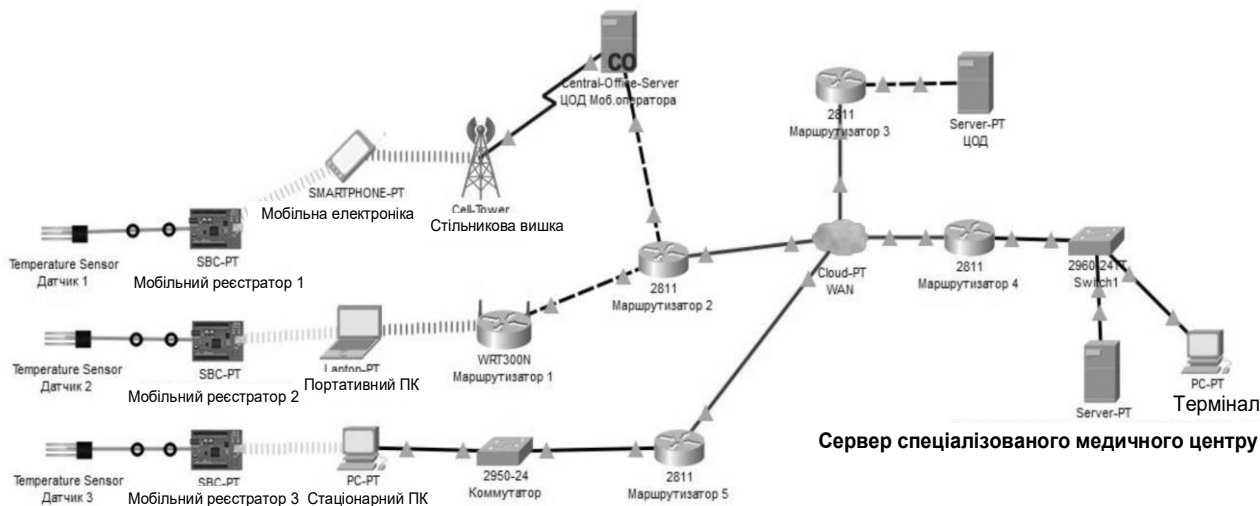 CO
Central-Office-Server
ЦОД Моб.оператора
2811
Маршрутизатор 3
Server-PT
ЦОД
SMARTPHONE-PT
Мобільна електроніка
Cell-Tower
Стільникова вишка
Temperature Sensor
Датчик 1
SBC-PT
Мобільний реєстратор 1
2811
Маршрутизатор 2
Cloud-PT
WAN
2811
Маршрутизатор 4
2960-24TT
Switch1
Temperature Sensor
Датчик 2
SBC-PT
Мобільний реєстратор 2
Laptop-PT
Портативний ПК
WRT300N
Маршрутизатор 1
Server-PT
PC-PT
Термінал
Сервер спеціалізованого медичного центру
Temperature Sensor
Датчик 3
SBC-PT
Мобільний реєстратор 3
PC-PT
Стаціонарний ПК
2950-24
Коммутатор
2811
Маршрутизатор 5